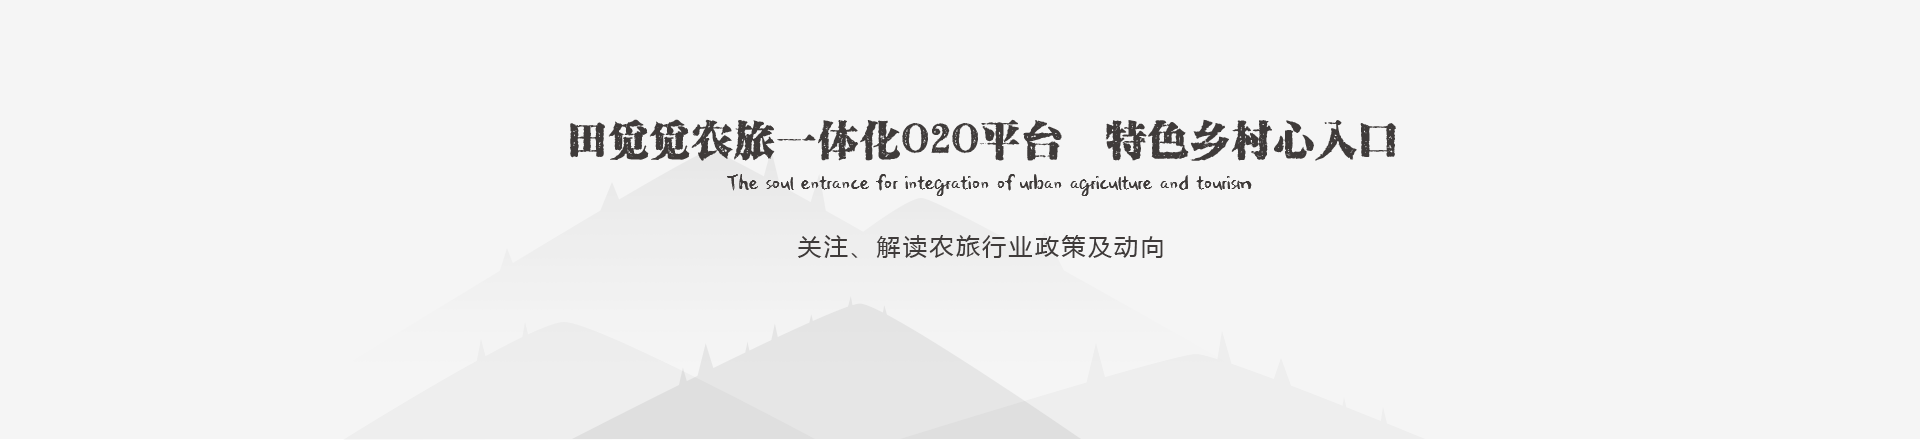 田觅觅农旅一体化O2O平台 特色乡村心入口
The soul entrance for integration of urban agriculture and tourism
关注、解读农旅行业政策及动向